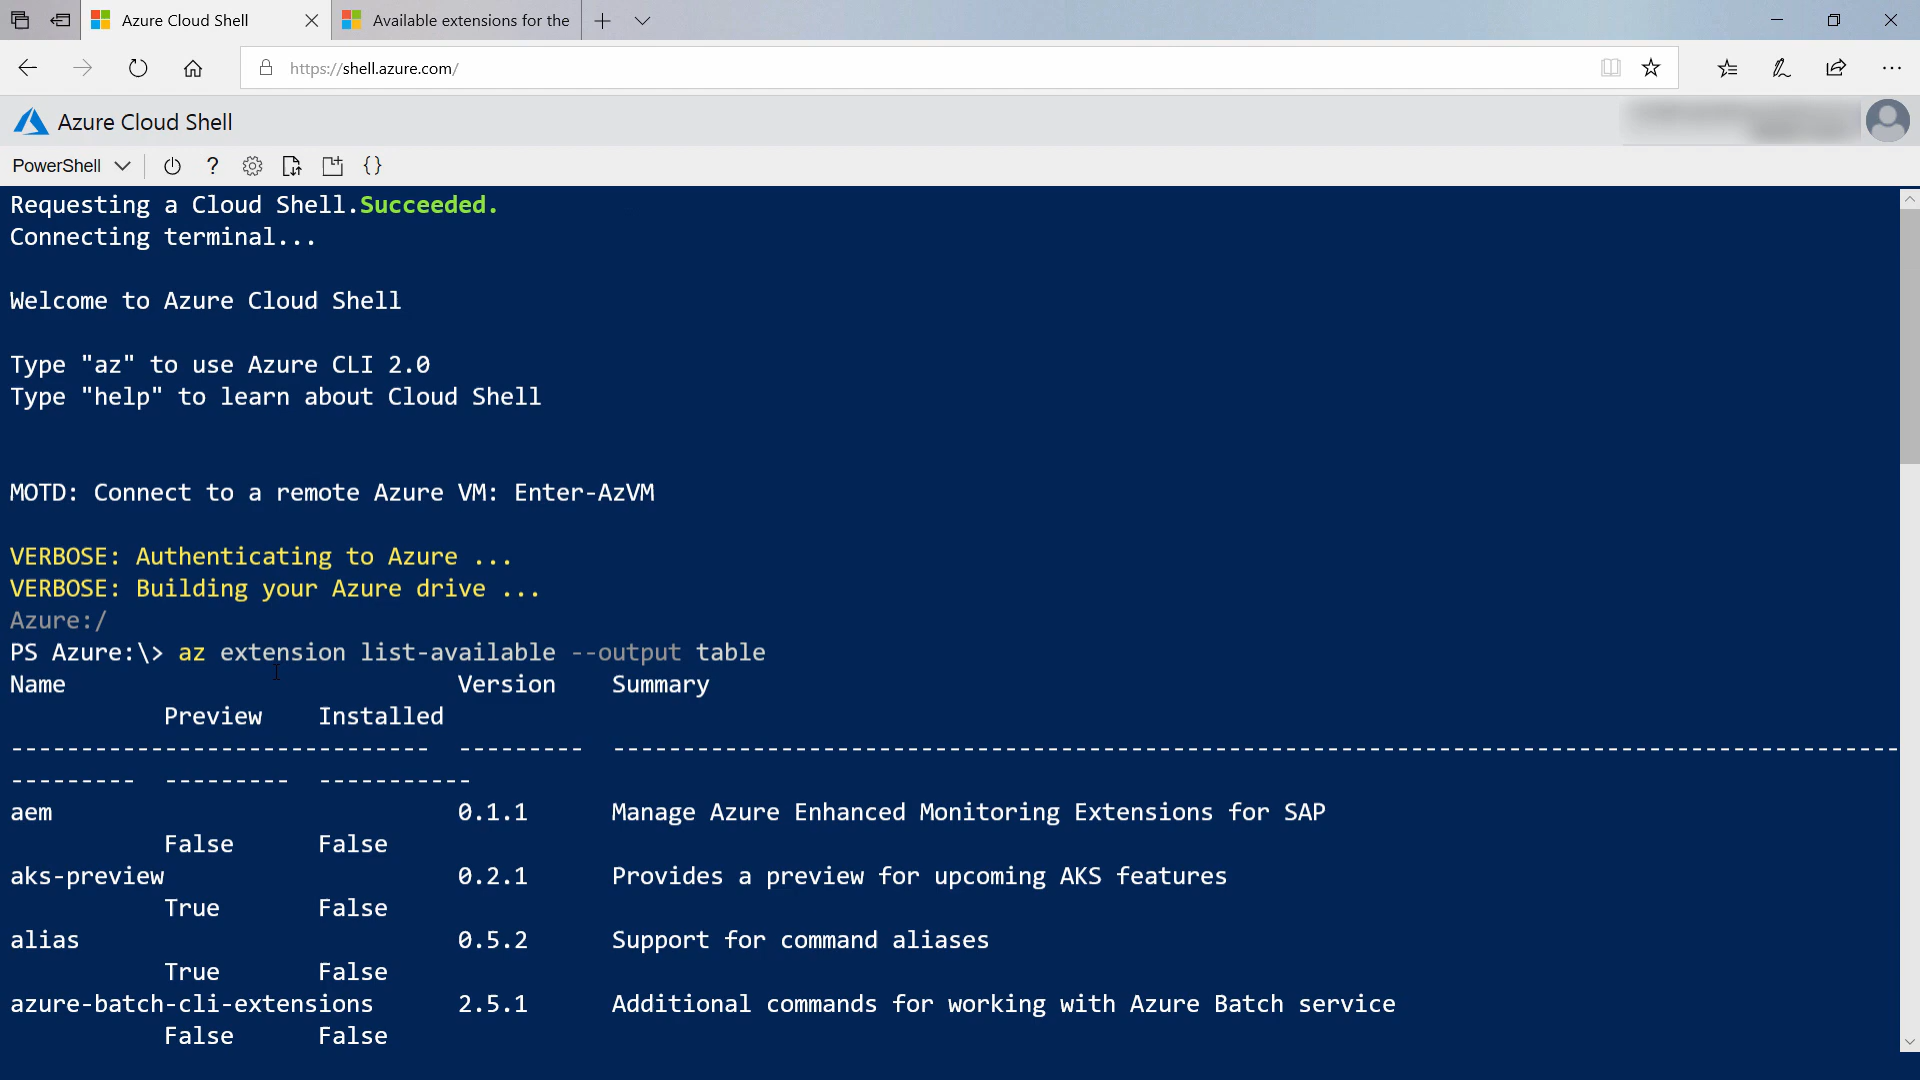 Azure Cloud Shell
Available extensions for the
https://shell.azure.com/
Azure Cloud Shell
PowerShell
Requesting a Cloud Shell.Succeeded.
Connecting terminal...
Welcome to Azure Cloud Shell
Type "az" to use Azure CLI 2.0
Type "help" to learn about Cloud Shell
MOTD: Connect to a remote Azure VM: Enter-AzVM
VERBOSE: Authenticating to Azure ...
VERBOSE: Building your Azure drive ...
Azure:/
PS Azure:\> az extension list-available --output table
Name Version Summary
Preview Installed
------------------------------ --------- --------------------------------------------------------------------------------------------
--------- --------- -----------
aem 0.1.1 Manage Azure Enhanced Monitoring Extensions for SAP
False False
aks-preview 0.2.1 Provides a preview for upcoming AKS features
True False
alias 0.5.2 Support for command aliases
True False
azure-batch-cli-extensions 2.5.1 Additional commands for working with Azure Batch service
False False